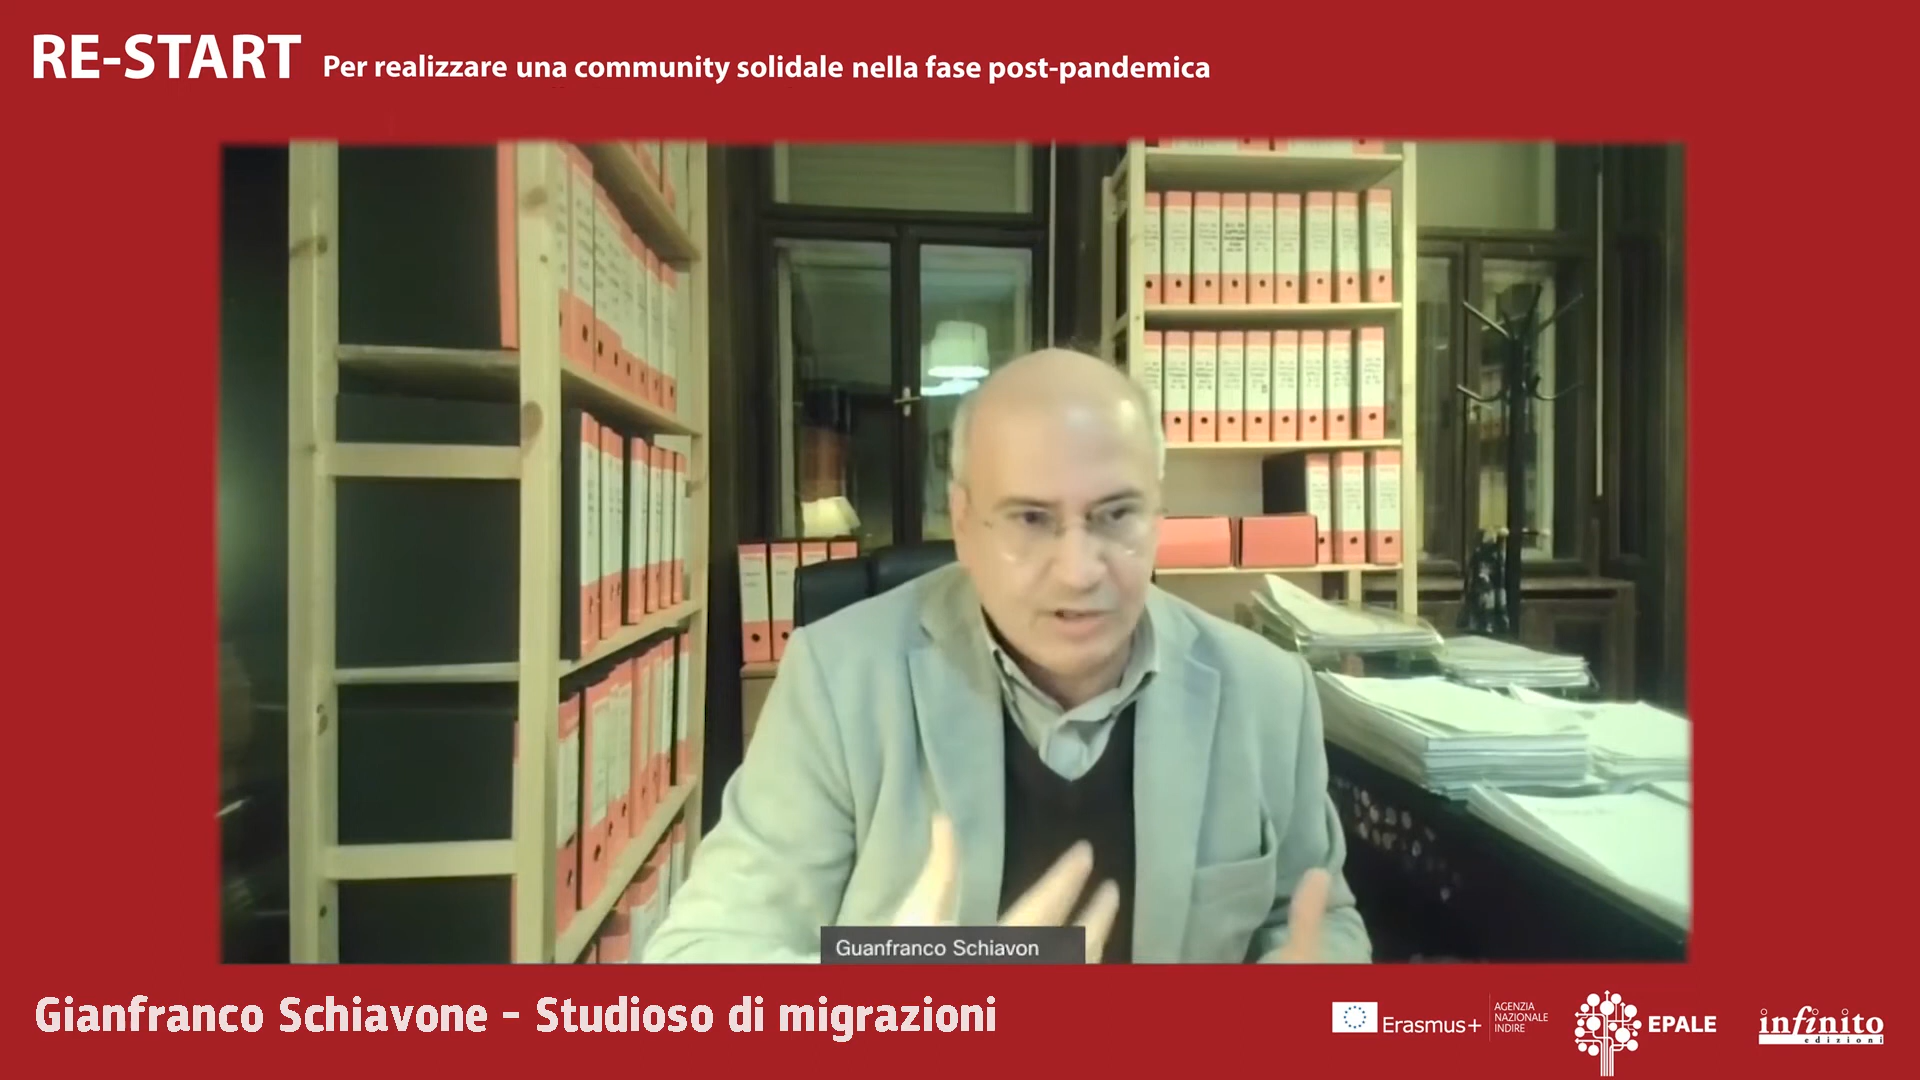 RE-START Per realizzare una community solidale nella fase post-pandemica
Guanfranco Schiavon
Gianfranco Schiavone - Studioso di migrazioni
Erasmus+
AGENZIA
NAZIONALE
INDIRE
EPALE
infinito
edizioni